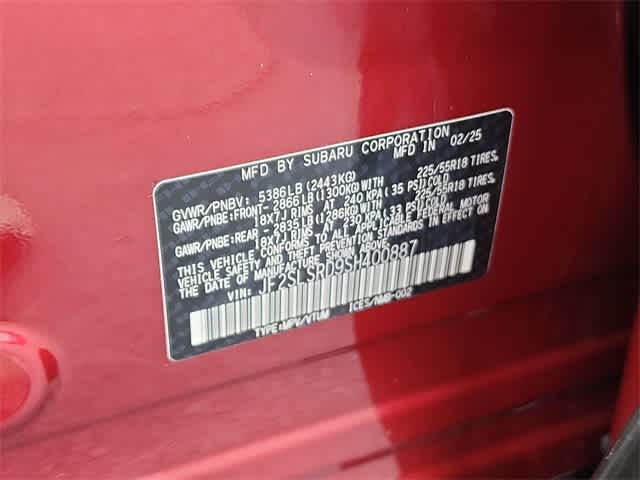 MFD BY SUBARU CORPORATION
MFD IN 02/25
GVWR/PNBV: 5386LB(2443KG)
GAWR/PNBE:FRONT-2866LB(1300KG)WITH 225/55R18 TIRES,
18X7J RIMS AT 240 KPA(35 PSI)COLD
GAWR/PNBE:REAR -2835LB(1286KG)WITH 225/55R18 TIRES,
18X7J RIMS AT 230 KPA(33 PSI)COLD
THIS VEHICLE CONFORMS TO ALL APPLICABLE FEDERAL MOTOR
VEHICLE SAFETY AND THEFT PREVENTION STANDARDS IN EFFECT
ON THE DATE OF MANUFACTURE SHOWN ABOVE.
VIN: JF2SLSRD9SH400887
TYPE:MPV/VTUM ICES/NMB-002